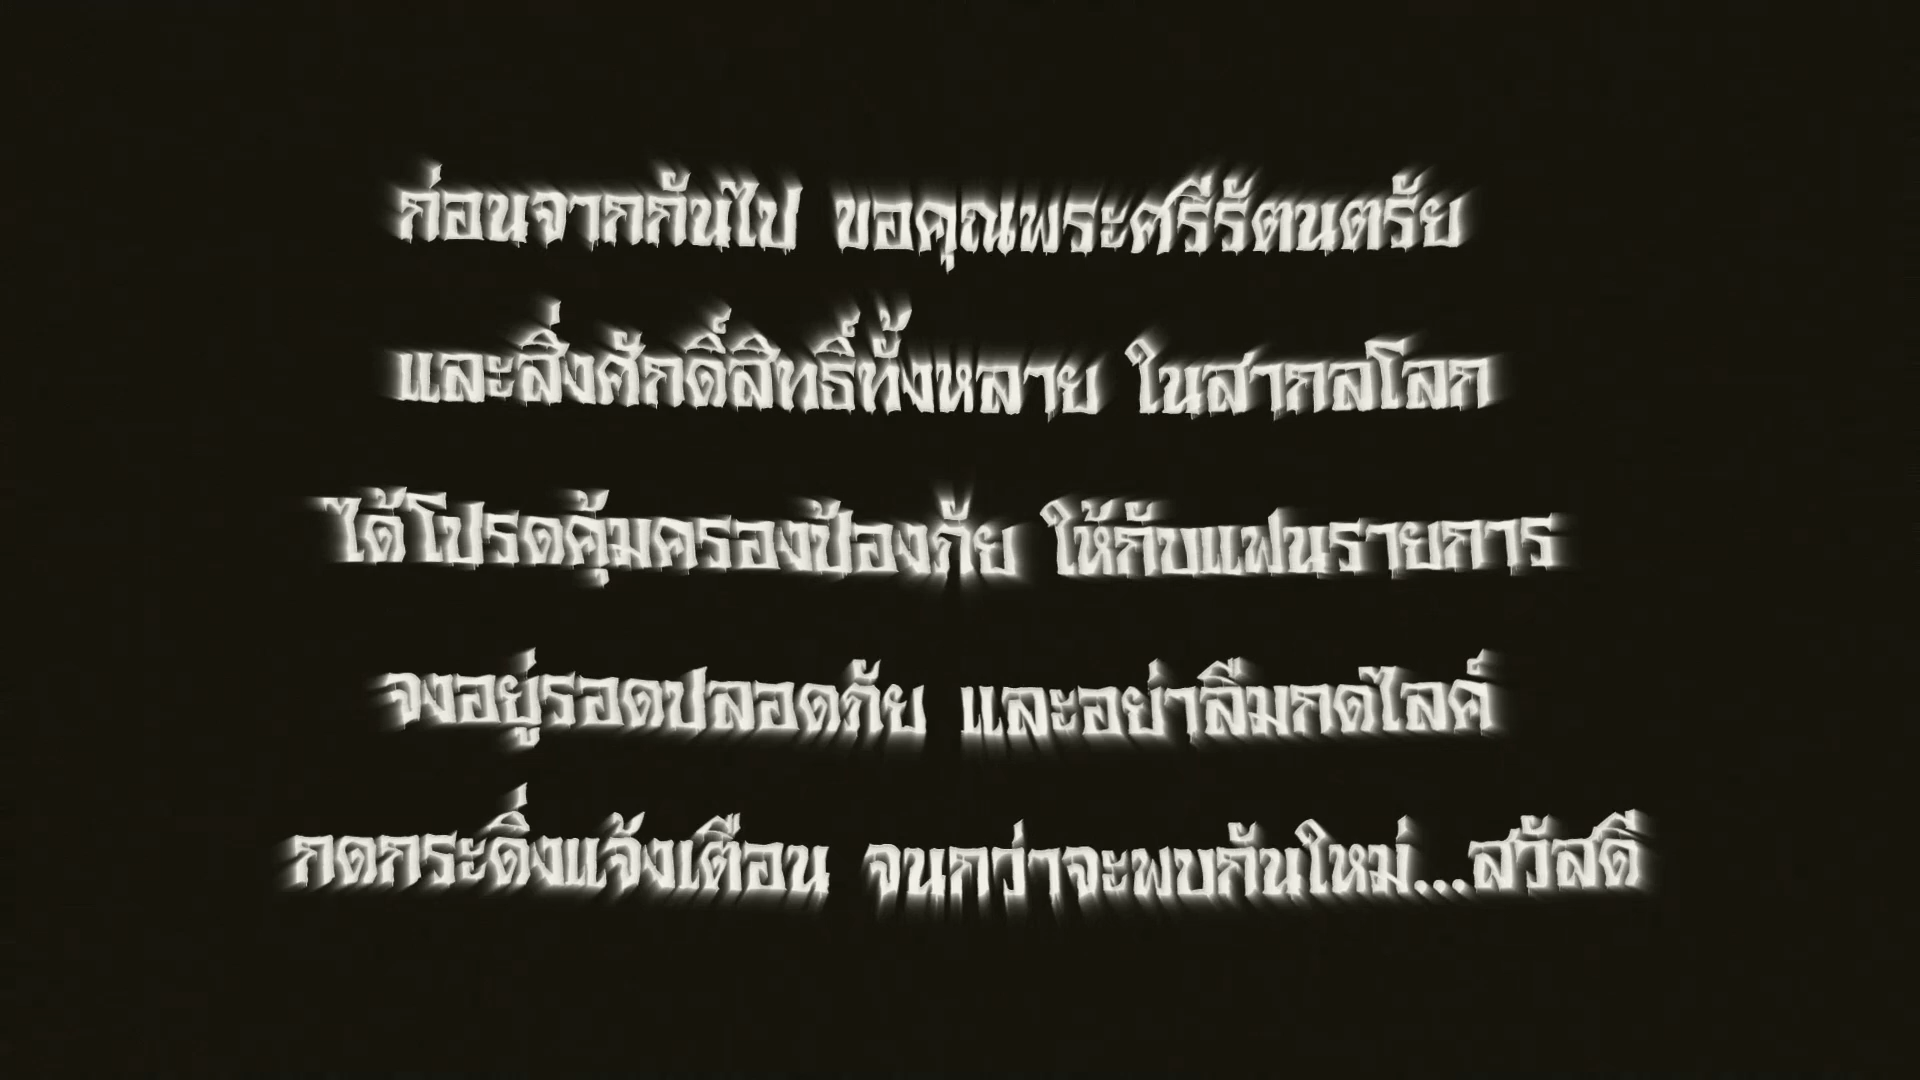 ก่อนจากกันไป ขอคุณพระศรีรัตนตรัย
และสิ่งศักดิ์สิทธิ์ทั้งหลาย ในสากลโลก
ได้โปรดคุ้มครองป้องภัย ให้กับแฟนรายการ
จงอยู่รอดปลอดภัย และอย่าลืมกดไลค์
กดกระดิ่งแจ้งเตือน จนกว่าจะพบกันใหม่...สวัสดี